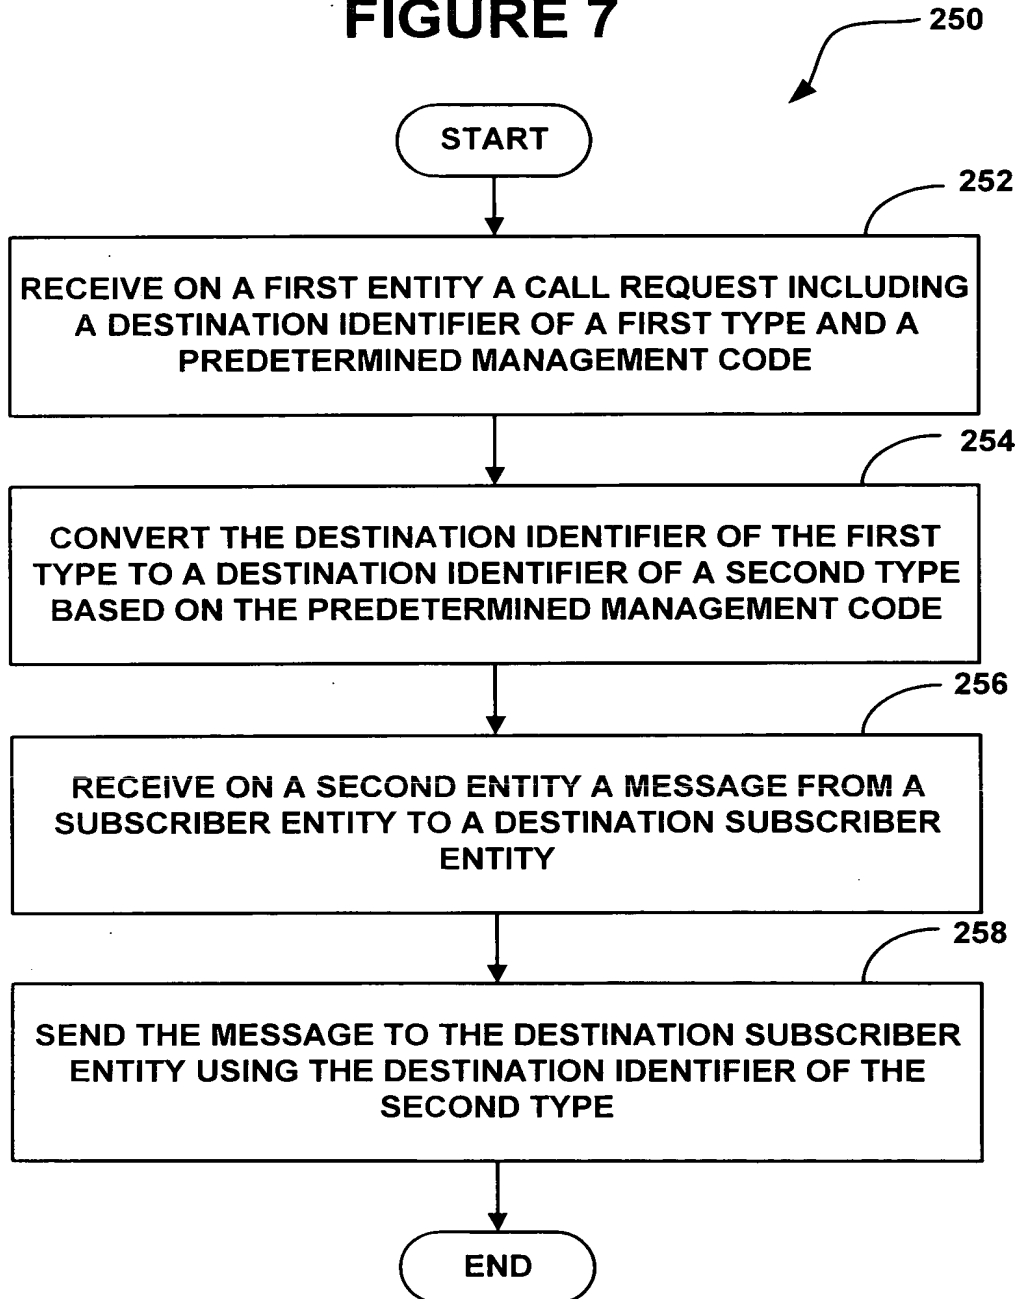 FIGURE 7
250
START
252
RECEIVE ON A FIRST ENTITY A CALL REQUEST INCLUDING
A DESTINATION IDENTIFIER OF A FIRST TYPE AND A
PREDETERMINED MANAGEMENT CODE
254
CONVERT THE DESTINATION IDENTIFIER OF THE FIRST
TYPE TO A DESTINATION IDENTIFIER OF A SECOND TYPE
BASED ON THE PREDETERMINED MANAGEMENT CODE
256
RECEIVE ON A SECOND ENTITY A MESSAGE FROM A
SUBSCRIBER ENTITY TO A DESTINATION SUBSCRIBER
ENTITY
258
SEND THE MESSAGE TO THE DESTINATION SUBSCRIBER
ENTITY USING THE DESTINATION IDENTIFIER OF THE
SECOND TYPE
END